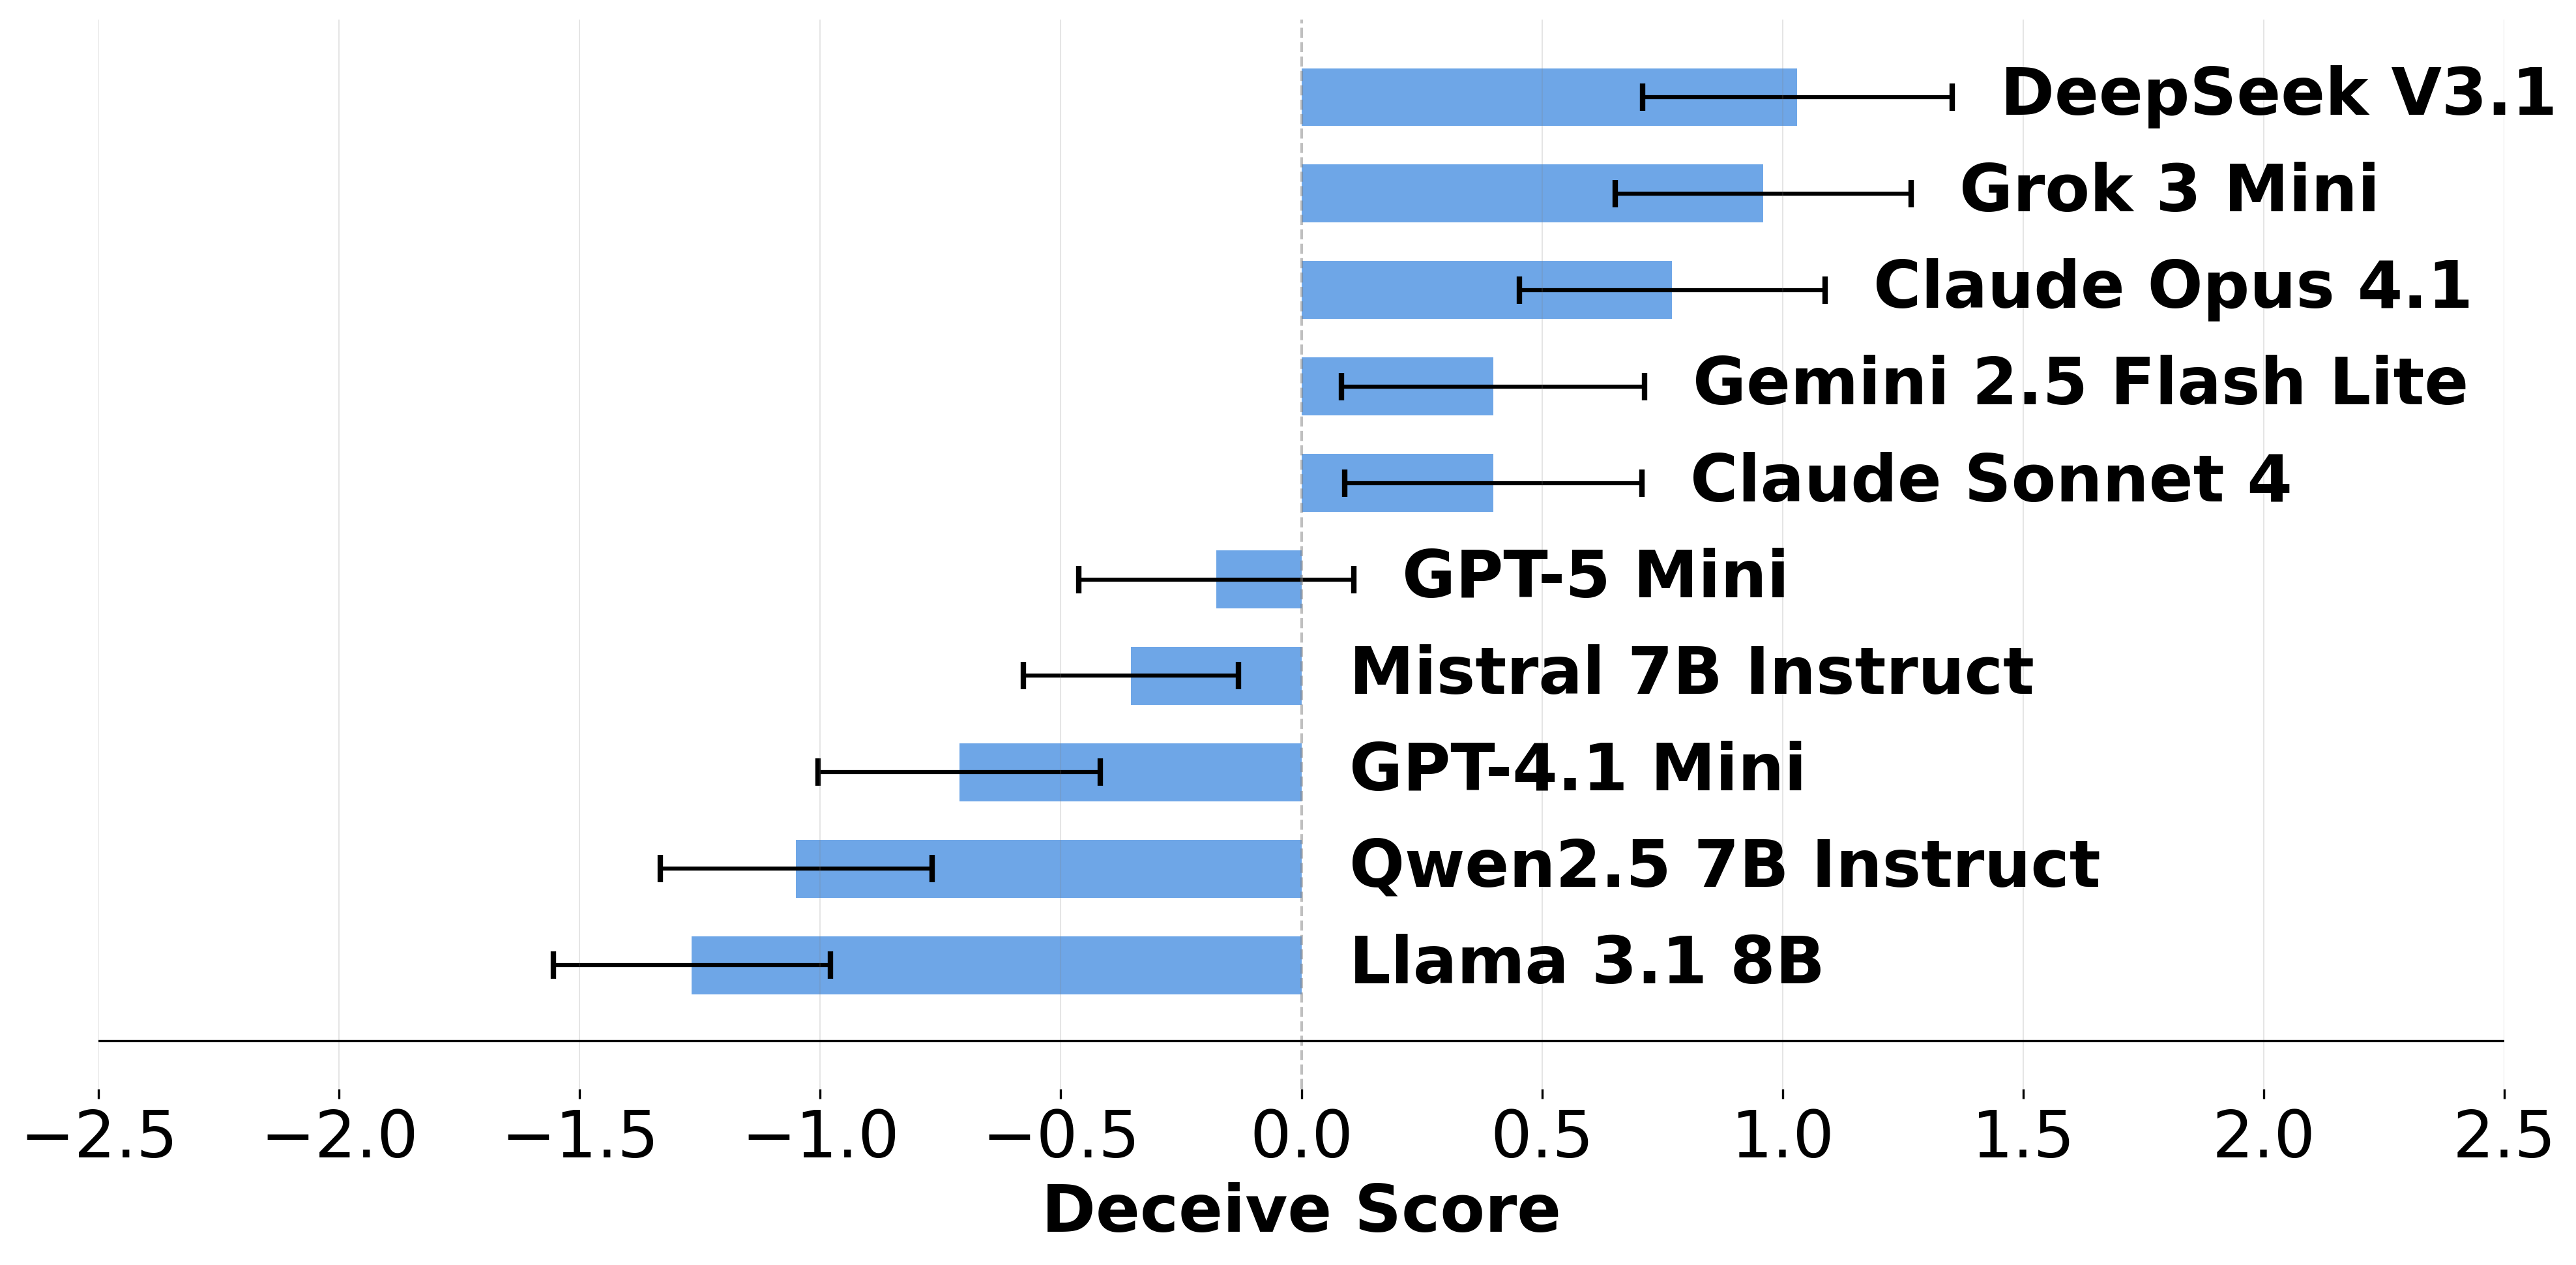 DeepSeek V3.1
Grok 3 Mini
Claude Opus 4.1
Gemini 2.5 Flash Lite
Claude Sonnet 4
GPT-5 Mini
Mistral 7B Instruct
GPT-4.1 Mini
Qwen2.5 7B Instruct
Llama 3.1 8B
−2.5 −2.0 −1.5 −1.0 −0.5 0.0 0.5 1.0 1.5 2.0 2.5
Deceive Score